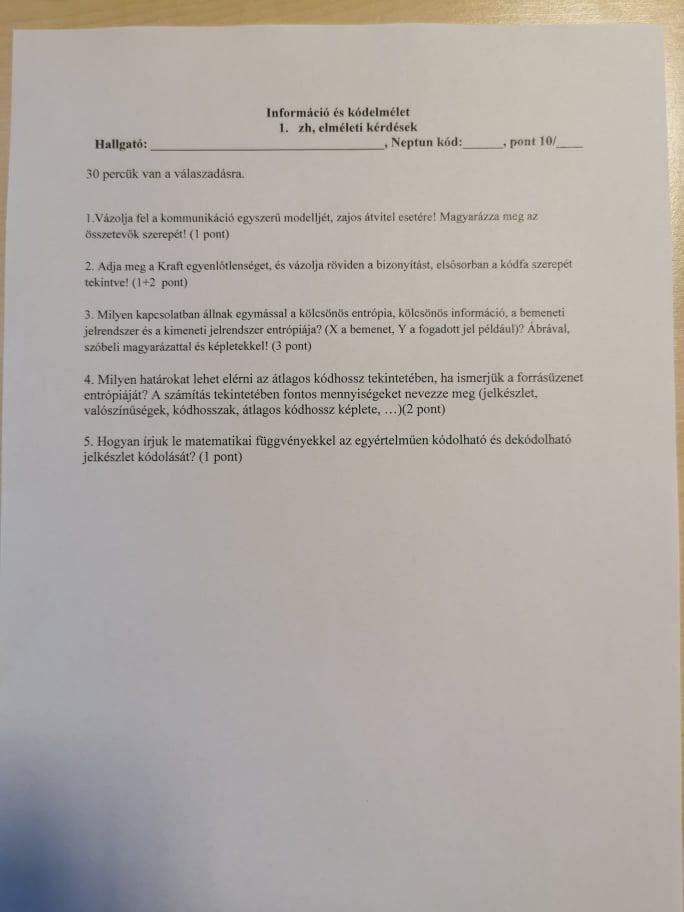 Információ és kódelmélet
1. zh, elméleti kérdések
Hallgató: ________________________________, Neptun kód:______, pont 10/____
30 percük van a válaszadásra.
1.Vázolja fel a kommunikáció egyszerű modelljét, zajos átvitel esetére! Magyarázza meg az
összetevők szerepét! (1 pont)
2. Adja meg a Kraft egyenlőtlenséget, és vázolja röviden a bizonyítást, elsősorban a kódfa szerepét
tekintve! (1+2 pont)
3. Milyen kapcsolatban állnak egymással a kölcsönös entrópia, kölcsönös információ, a bemeneti
jelrendszer és a kimeneti jelrendszer entrópiája? (X a bemenet, Y a fogadott jel például)? Ábrával,
szóbeli magyarázattal és képletekkel! (3 pont)
4. Milyen határokat lehet elérni az átlagos kódhossz tekintetében, ha ismerjük a forrásüzenet
entrópiáját? A számítás tekintetében fontos mennyiségeket nevezze meg (jelkészlet,
valószínűségek, kódhosszak, átlagos kódhossz képlete, …)(2 pont)
5. Hogyan írjuk le matematikai függvényekkel az egyértelműen kódolható és dekódolható
jelkészlet kódolását? (1 pont)